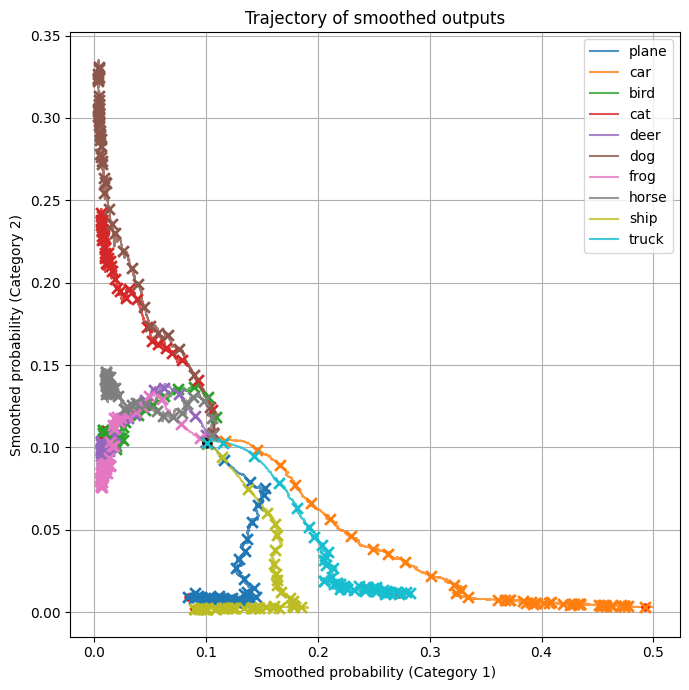 Trajectory of smoothed outputs
0.35
0.30
0.25
0.20
0.15
0.10
0.05
0.00
Smoothed probability (Category 2)
plane
car
bird
cat
deer
dog
frog
horse
ship
truck
0.0 0.1 0.2 0.3 0.4 0.5
Smoothed probability (Category 1)